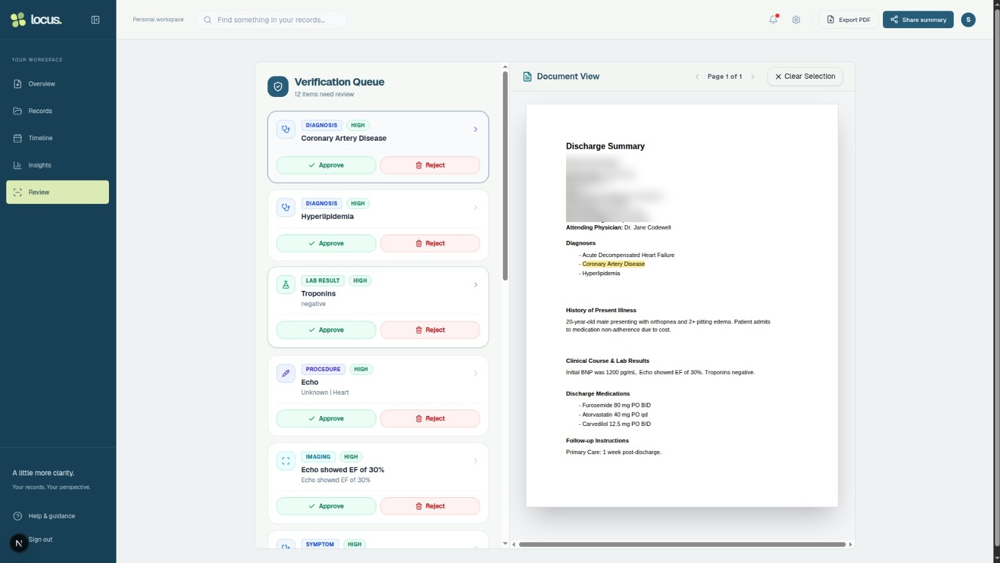 locus.
Personal workspace
Find something in your records...
Export PDF
Share summary
S
YOUR WORKSPACE
Overview
Records
Timeline
Insights
Review
A little more clarity.
Your records. Your perspective.
Help & guidance
N
Sign out
Verification Queue
12 items need review
DIAGNOSIS HIGH
Coronary Artery Disease
Approve Reject
DIAGNOSIS HIGH
Hyperlipidemia
Approve Reject
LAB RESULT HIGH
Troponins
negative
Approve Reject
PROCEDURE HIGH
Echo
Unknown | Heart
Approve Reject
IMAGING HIGH
Echo showed EF of 30%
Echo showed EF of 30%
Approve Reject
SYMPTOM HIGH
Document View
Page 1 of 1
Clear Selection
Discharge Summary
Attending Physician: Dr. Jane Codewell
Diagnoses
- Acute Decompensated Heart Failure
- Coronary Artery Disease
- Hyperlipidemia
History of Present Illness
20-year-old male presenting with orthopnea and 2+ pitting edema. Patient admits
to medication non-adherence due to cost.
Clinical Course & Lab Results
Initial BNP was 1200 pg/mL. Echo showed EF of 30%. Troponins negative.
Discharge Medications
- Furosemide 80 mg PO BID
- Atorvastatin 40 mg PO qd
- Carvedilol 12.5 mg PO BID
Follow-up Instructions
Primary Care: 1 week post-discharge.